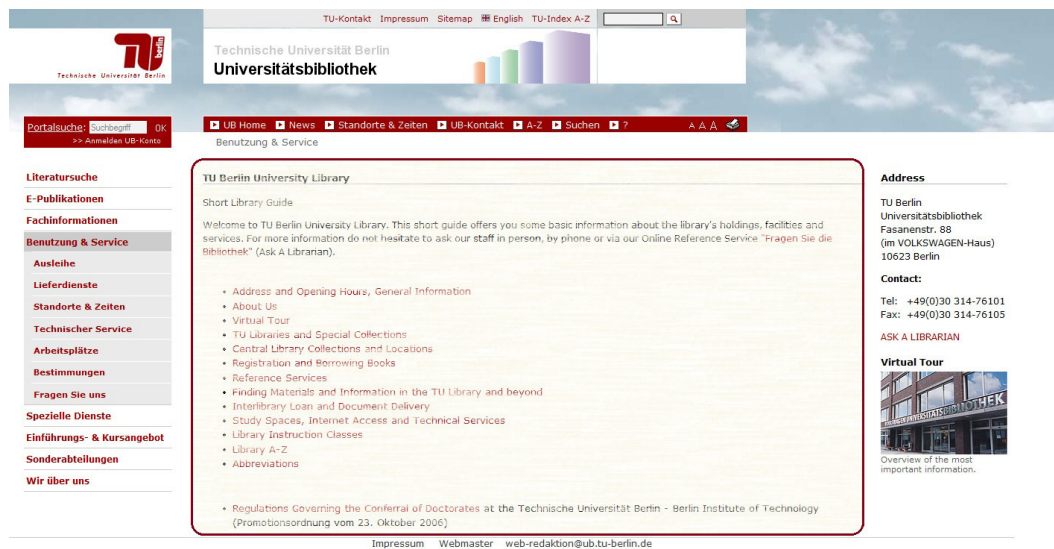 TU-Kontakt Impressum Sitemap English TU-Index A-Z
TU berlin
Technische Universität Berlin
Technische Universität Berlin
Universitätsbibliothek
Portalsuche: Suchbegriff OK
>> Anmelden UB-Konto
UB Home News Standorte & Zeiten UB-Kontakt A-Z Suchen ? A A A
Benutzung & Service
Literatursuche
E-Publikationen
Fachinformationen
Benutzung & Service
Ausleihe
Lieferdienste
Standorte & Zeiten
Technischer Service
Arbeitsplätze
Bestimmungen
Fragen Sie uns
Spezielle Dienste
Einführungs- & Kursangebot
Sonderabteilungen
Wir über uns
TU Berlin University Library
Short Library Guide
Welcome to TU Berlin University Library. This short guide offers you some basic information about the library's holdings, facilities and
services. For more information do not hesitate to ask our staff in person, by phone or via our Online Reference Service "Fragen Sie die
Bibliothek" (Ask A Librarian).
• Address and Opening Hours, General Information
• About Us
• Virtual Tour
• TU Libraries and Special Collections
• Central Library Collections and Locations
• Registration and Borrowing Books
• Reference Services
• Finding Materials and Information in the TU Library and beyond
• Interlibrary Loan and Document Delivery
• Study Spaces, Internet Access and Technical Services
• Library Instruction Classes
• Library A-Z
• Abbreviations
• Regulations Governing the Conferral of Doctorates at the Technische Universität Berlin - Berlin Institute of Technology
(Promotionsordnung vom 23. Oktober 2006)
Address
TU Berlin
Universitätsbibliothek
Fasanenstr. 88
(im VOLKSWAGEN-Haus)
10623 Berlin
Contact:
Tel: +49(0)30 314-76101
Fax: +49(0)30 314-76105
ASK A LIBRARIAN
Virtual Tour
UNIVERSITÄTSBIBLIOTHEK
Overview of the most
important information.
Impressum Webmaster web-redaktion@ub.tu-berlin.de